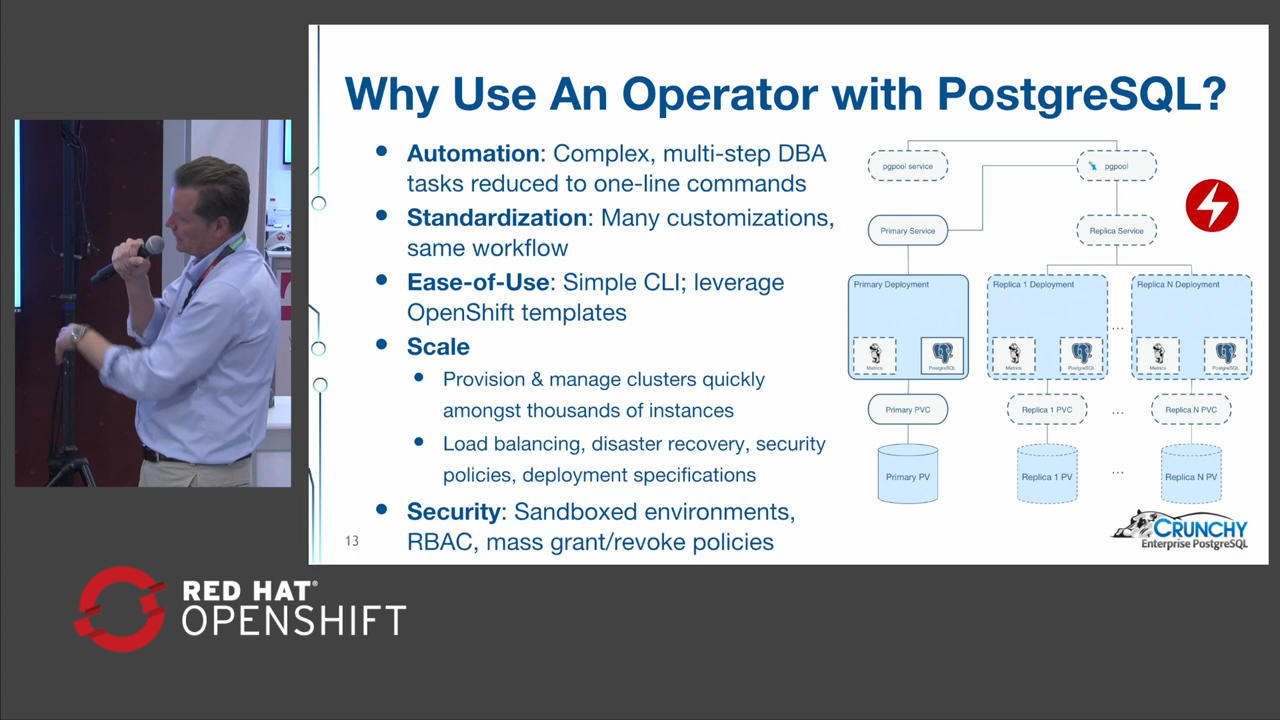 Why Use An Operator with PostgreSQL?
• Automation: Complex, multi-step DBA
tasks reduced to one-line commands
• Standardization: Many customizations,
same workflow
• Ease-of-Use: Simple CLI; leverage
OpenShift templates
• Scale
• Provision & manage clusters quickly
amongst thousands of instances
• Load balancing, disaster recovery, security
policies, deployment specifications
• Security: Sandboxed environments,
RBAC, mass grant/revoke policies
13
pgpool service
pgpool
Primary Service
Replica Service
Primary Deployment
Replica 1 Deployment
Replica N Deployment
...
Metrics
PostgreSQL
Metrics
PostgreSQL
Metrics
PostgreSQL
Primary PVC
Replica 1 PVC
...
Replica N PVC
Primary PV
Replica 1 PV
...
Replica N PV
CRUNCHY
Enterprise PostgreSQL
RED HAT®
OPENSHIFT